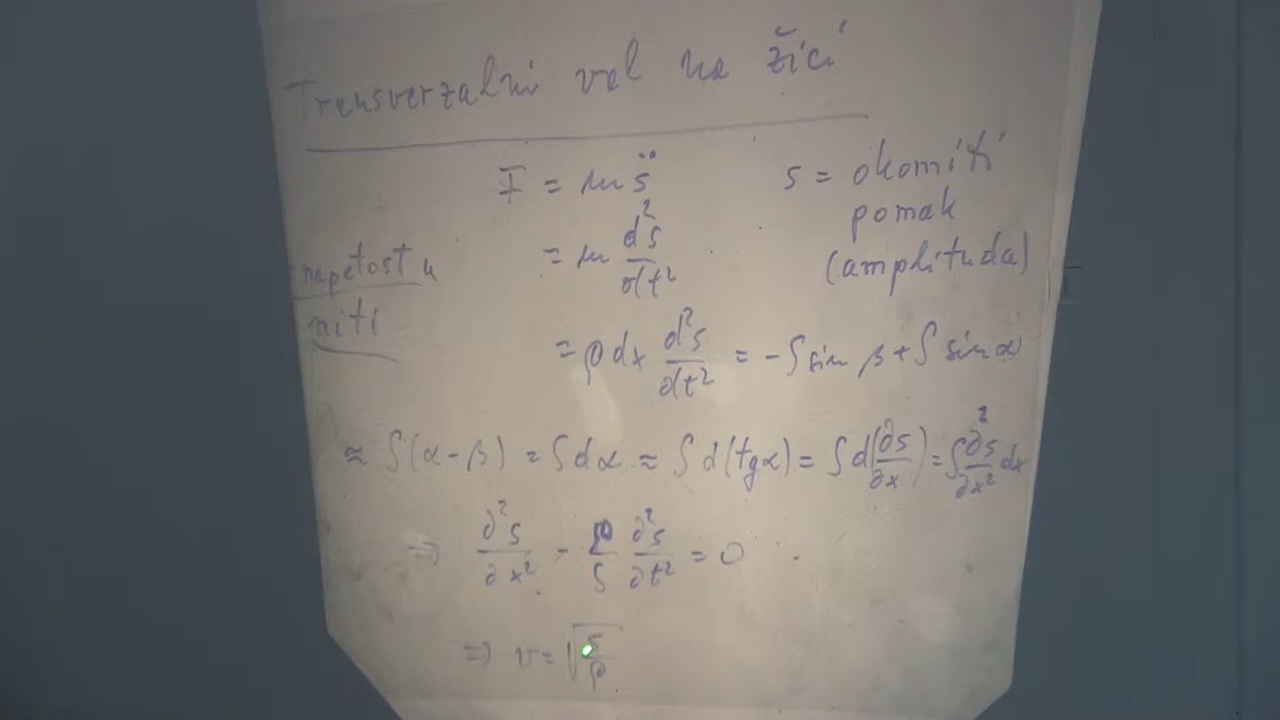 Transverzalni val na žici
F = m s̈
s = okomiti
pomak
(amplituda)
= m d²s/dt²
napetost u
niti
= ρ dx d²s/dt² = - S sin β + S sin α
≈ S(α - β) = S dα ≈ S d(tg α) = S d(∂s/∂x) = S ∂²s/∂x² dx
⇒ ∂²s/∂x² - ρ/S ∂²s/∂t² = 0
⇒ v = √(S/ρ)